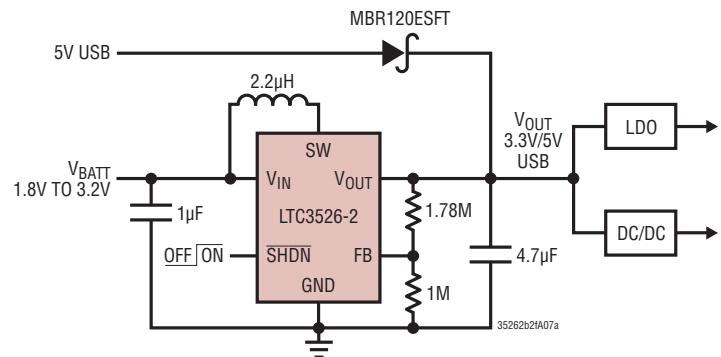 MBR120ESFT
5V USB
2.2µH
VOUT
3.3V/5V
USB
LDO
SW
VBATT
1.8V TO 3.2V
VIN
VOUT
1.78M
1µF
LTC3526-2
DC/DC
OFF ON
SHDN
FB
4.7µF
GND
1M
35262b2fA07a